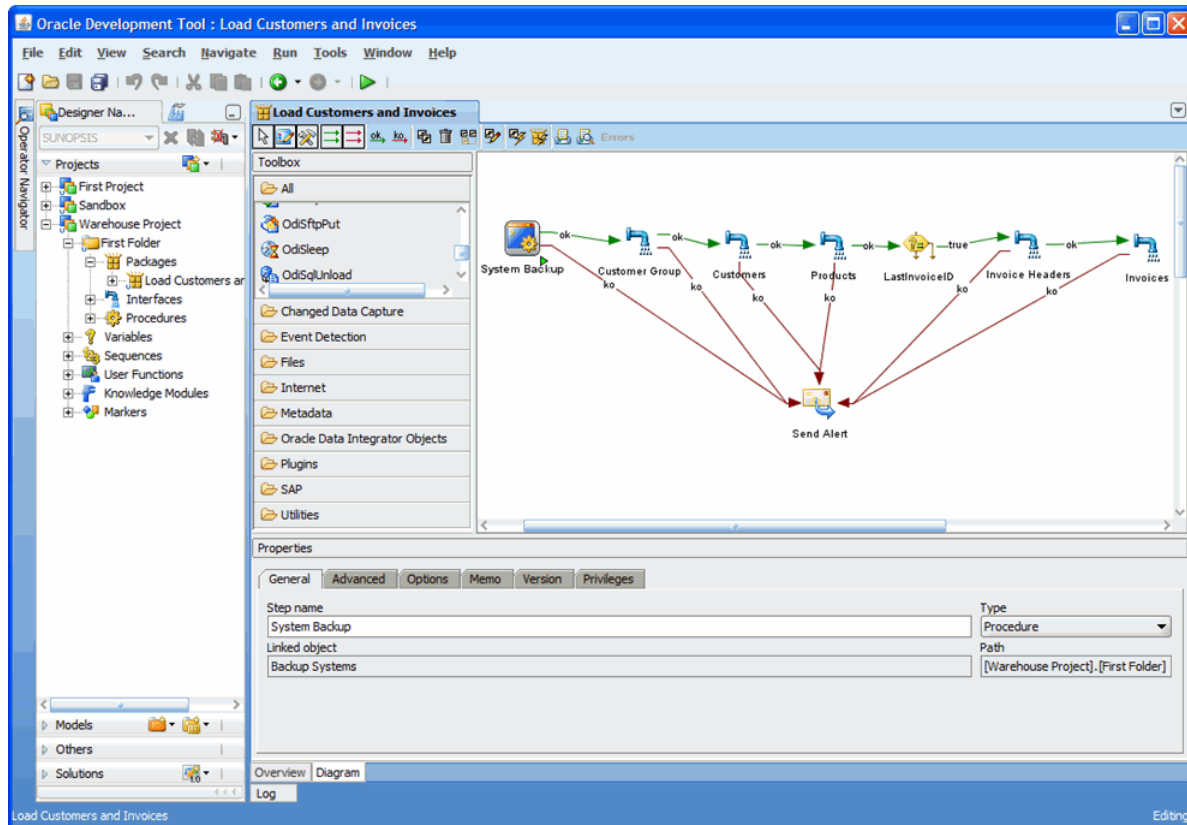 Oracle Development Tool : Load Customers and Invoices
File Edit View Search Navigate Run Tools Window Help
Operator Navigator
Designer Na...
SUNOPSIS
Projects
First Project
Sandbox
Warehouse Project
First Folder
Packages
Load Customers ar
Interfaces
Procedures
Variables
Sequences
User Functions
Knowledge Modules
Markers
Models
Others
Solutions
1.0
Load Customers and Invoices
ok ko Errors
Toolbox
All
OdiSftpPut
OdiSleep
OdiSqlUnload
Changed Data Capture
Event Detection
Files
Internet
Metadata
Oracle Data Integrator Objects
Plugins
SAP
Utilities
ok ok ok ok true ok
System Backup Customer Group Customers Products LastInvoiceID Invoice Headers Invoices
ko ko ko ko ko ko
Send Alert
Properties
General Advanced Options Memo Version Privileges
Step name Type
System Backup Procedure
Linked object Path
Backup Systems [Warehouse Project].[First Folder]
Overview Diagram
Log
Load Customers and Invoices Editing